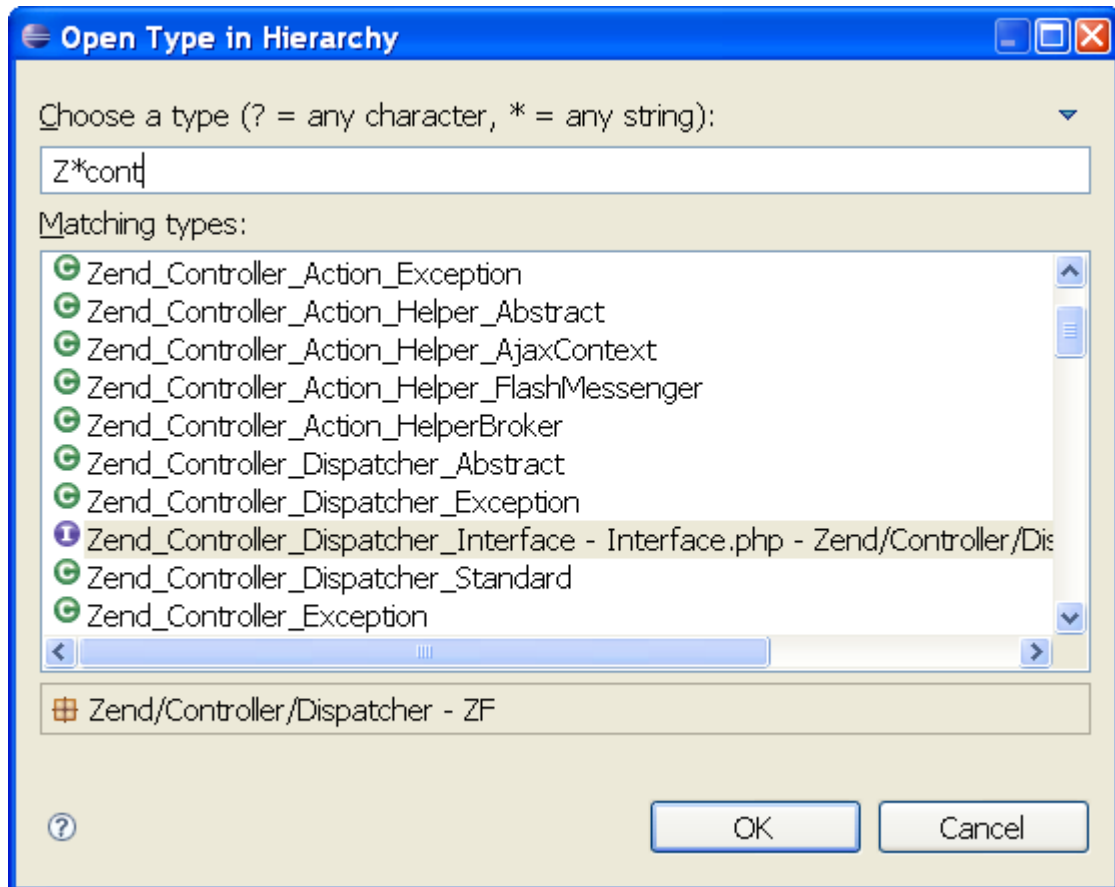 Open Type in Hierarchy
Choose a type (? = any character, * = any string):
Z*cont
Matching types:
Zend_Controller_Action_Exception
Zend_Controller_Action_Helper_Abstract
Zend_Controller_Action_Helper_AjaxContext
Zend_Controller_Action_Helper_FlashMessenger
Zend_Controller_Action_HelperBroker
Zend_Controller_Dispatcher_Abstract
Zend_Controller_Dispatcher_Exception
Zend_Controller_Dispatcher_Interface - Interface.php - Zend/Controller/Dis
Zend_Controller_Dispatcher_Standard
Zend_Controller_Exception
Zend/Controller/Dispatcher - ZF
OK Cancel